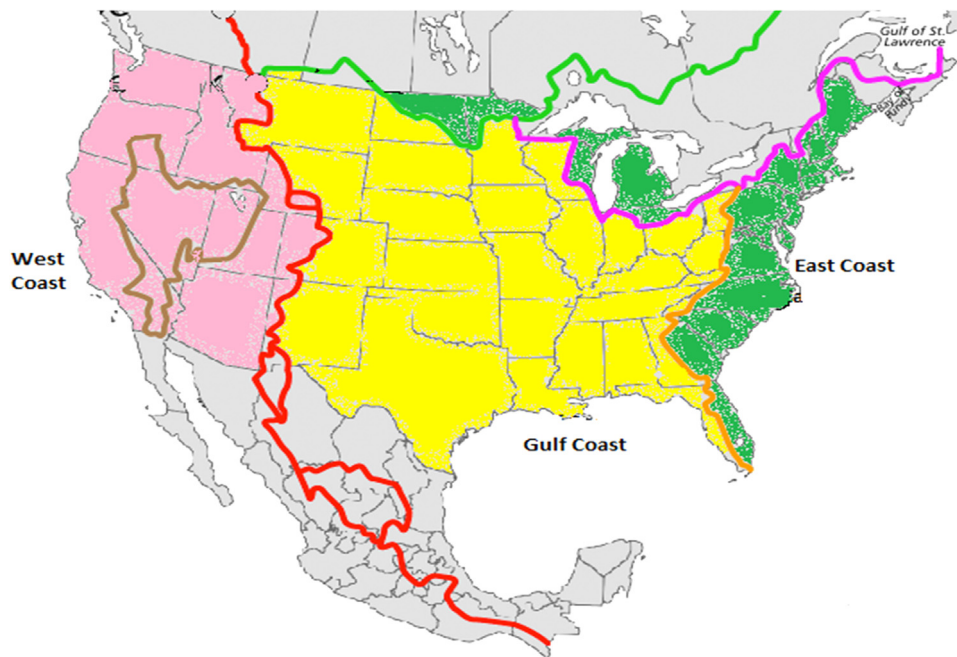 Gulf of St.
Lawrence
Bay of
Fundy
West
Coast
East Coast
Gulf Coast